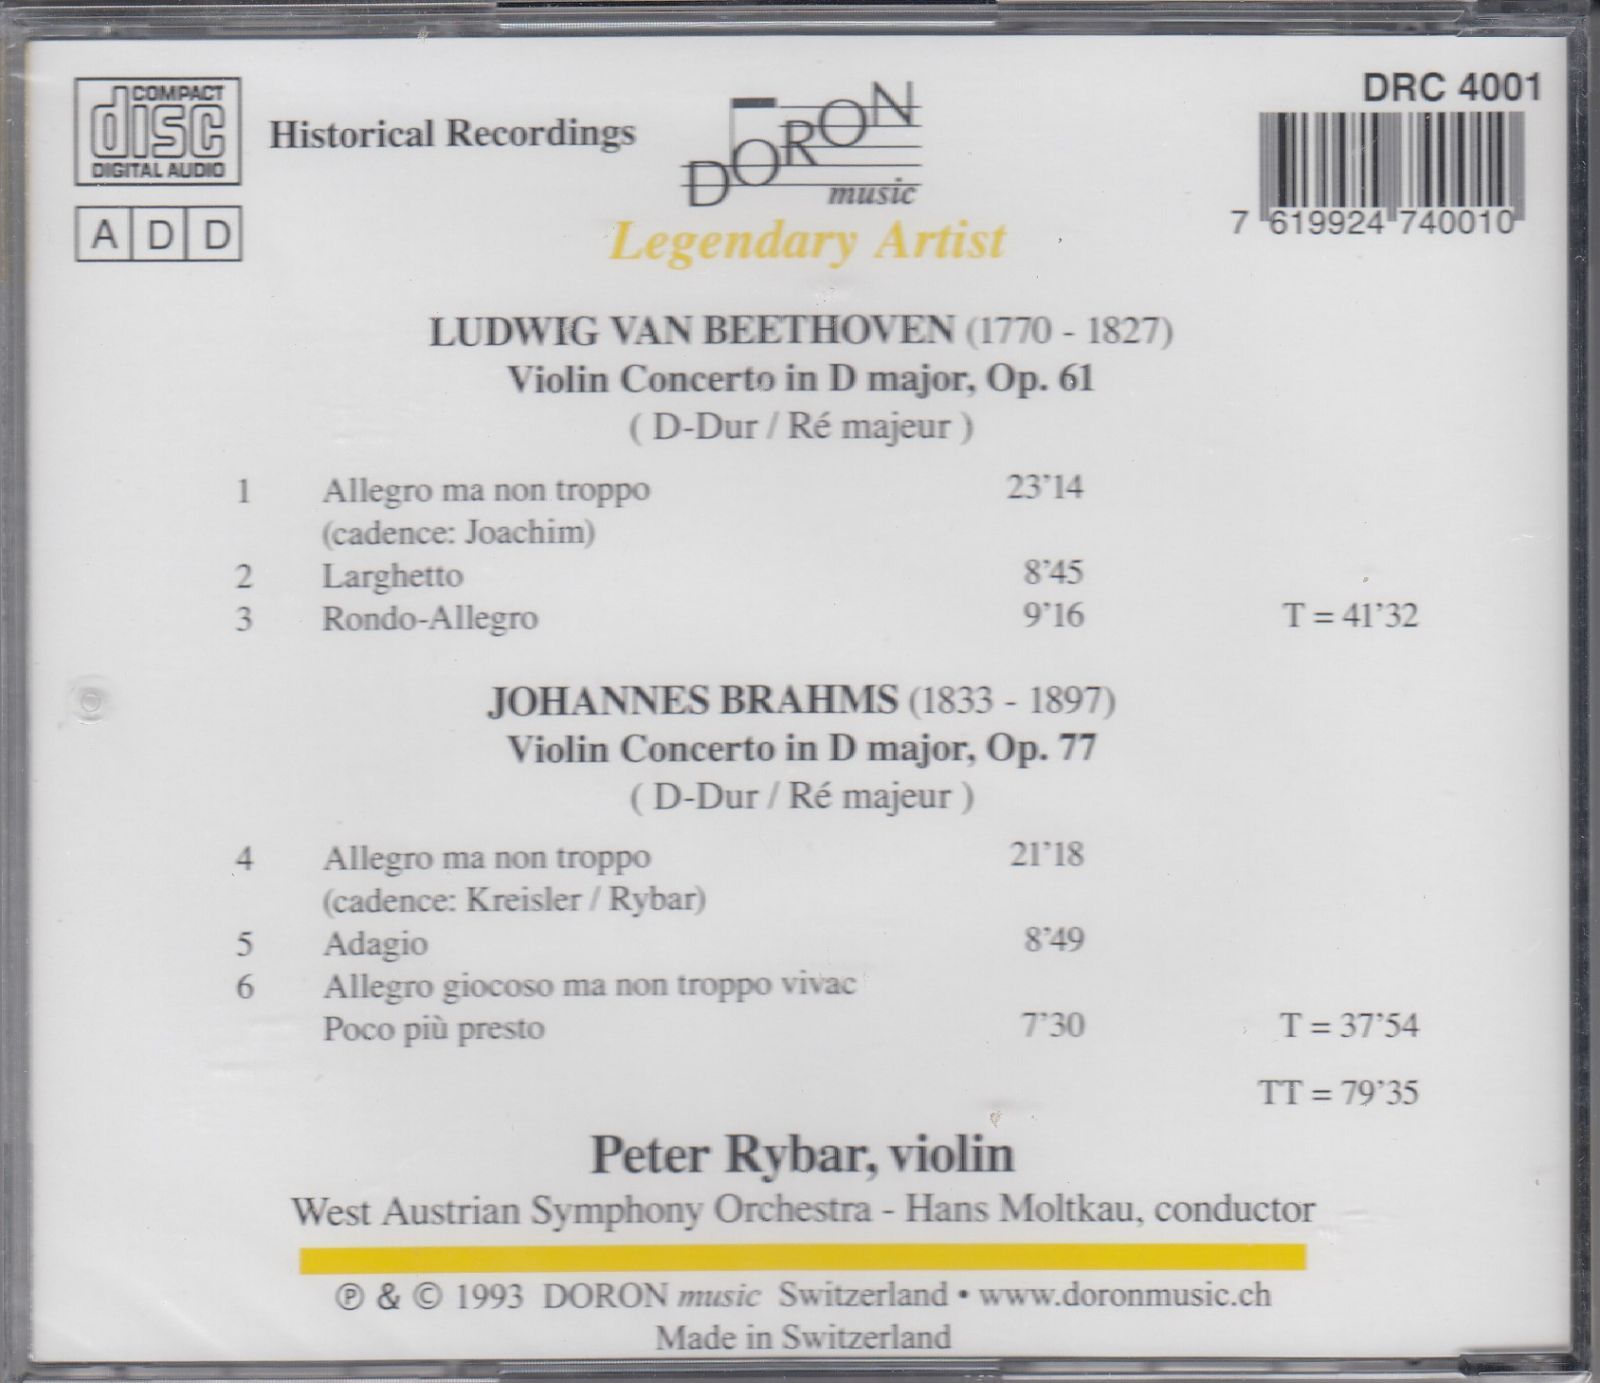 COMPACT
disc
DIGITAL AUDIO
A D D
Historical Recordings
DORON
music
Legendary Artist
DRC 4001
7 619924 740010
LUDWIG VAN BEETHOVEN (1770 - 1827)
Violin Concerto in D major, Op. 61
( D-Dur / Ré majeur )
1 Allegro ma non troppo 23'14
(cadence: Joachim)
2 Larghetto 8'45
3 Rondo-Allegro 9'16 T = 41'32
JOHANNES BRAHMS (1833 - 1897)
Violin Concerto in D major, Op. 77
( D-Dur / Ré majeur )
4 Allegro ma non troppo 21'18
(cadence: Kreisler / Rybar)
5 Adagio 8'49
6 Allegro giocoso ma non troppo vivac
Poco più presto 7'30 T = 37'54
TT = 79'35
Peter Rybar, violin
West Austrian Symphony Orchestra - Hans Moltkau, conductor
℗ & © 1993 DORON music Switzerland • www.doronmusic.ch
Made in Switzerland